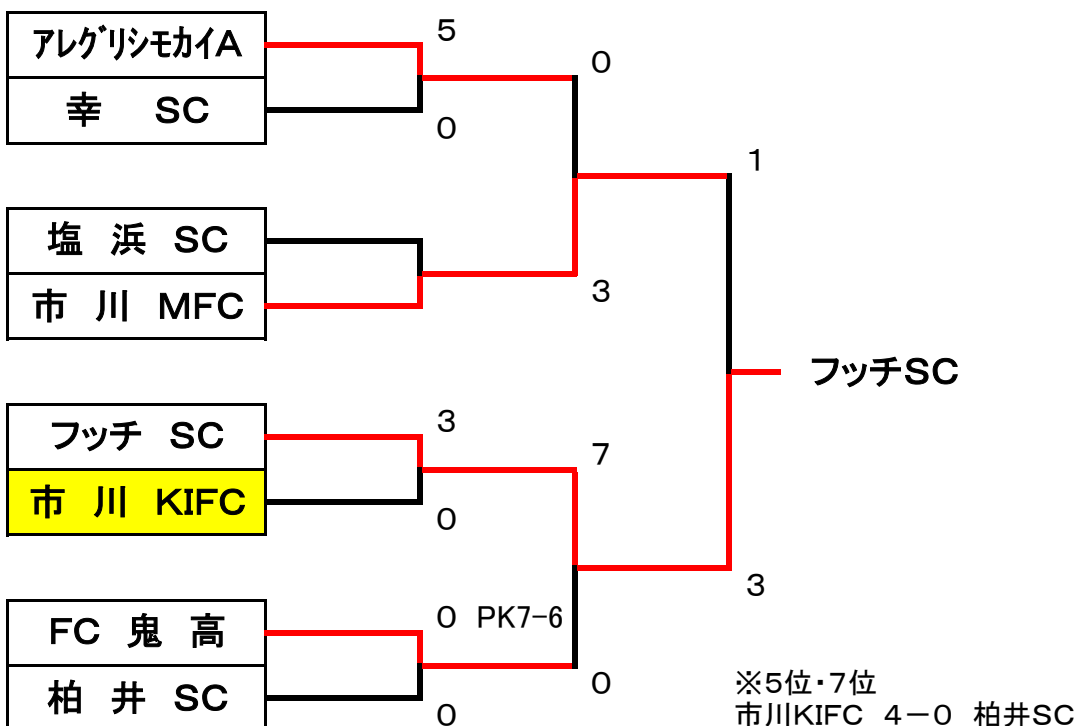 アレグリシモカイA
幸 SC
塩 浜 SC
市 川 MFC
フッチ SC
市 川 KIFC
FC 鬼 高
柏 井 SC
5
0
3
0
0 PK7-6
0
0
3
7
0
1
3
フッチSC
※5位・7位
市川KIFC 4－0 柏井SC